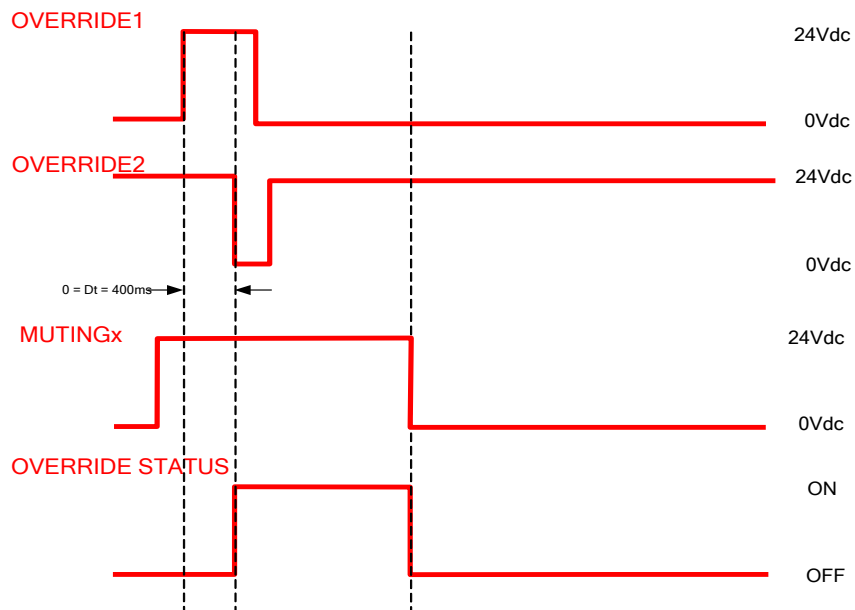 OVERRIDE1
24Vdc
0Vdc
OVERRIDE2
24Vdc
0Vdc
0 = Dt = 400ms
MUTINGx
24Vdc
0Vdc
OVERRIDE STATUS
ON
OFF